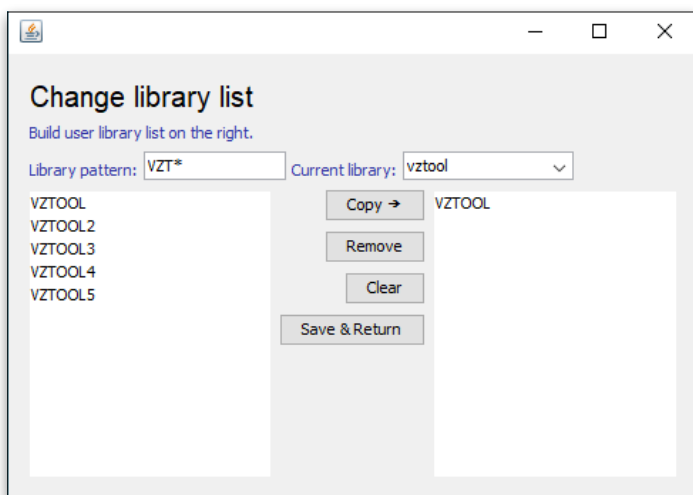 Change library list
Build user library list on the right.
Library pattern: VZT* Current library: vztool
VZTOOL
VZTOOL2
VZTOOL3
VZTOOL4
VZTOOL5
Copy ➔
Remove
Clear
Save & Return
VZTOOL